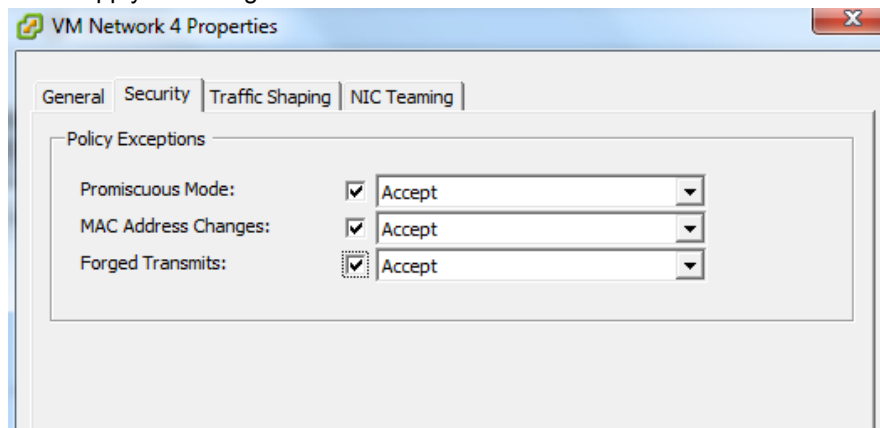 VM Network 4 Properties
General Security Traffic Shaping NIC Teaming
Policy Exceptions
Promiscuous Mode: Accept
MAC Address Changes: Accept
Forged Transmits: Accept